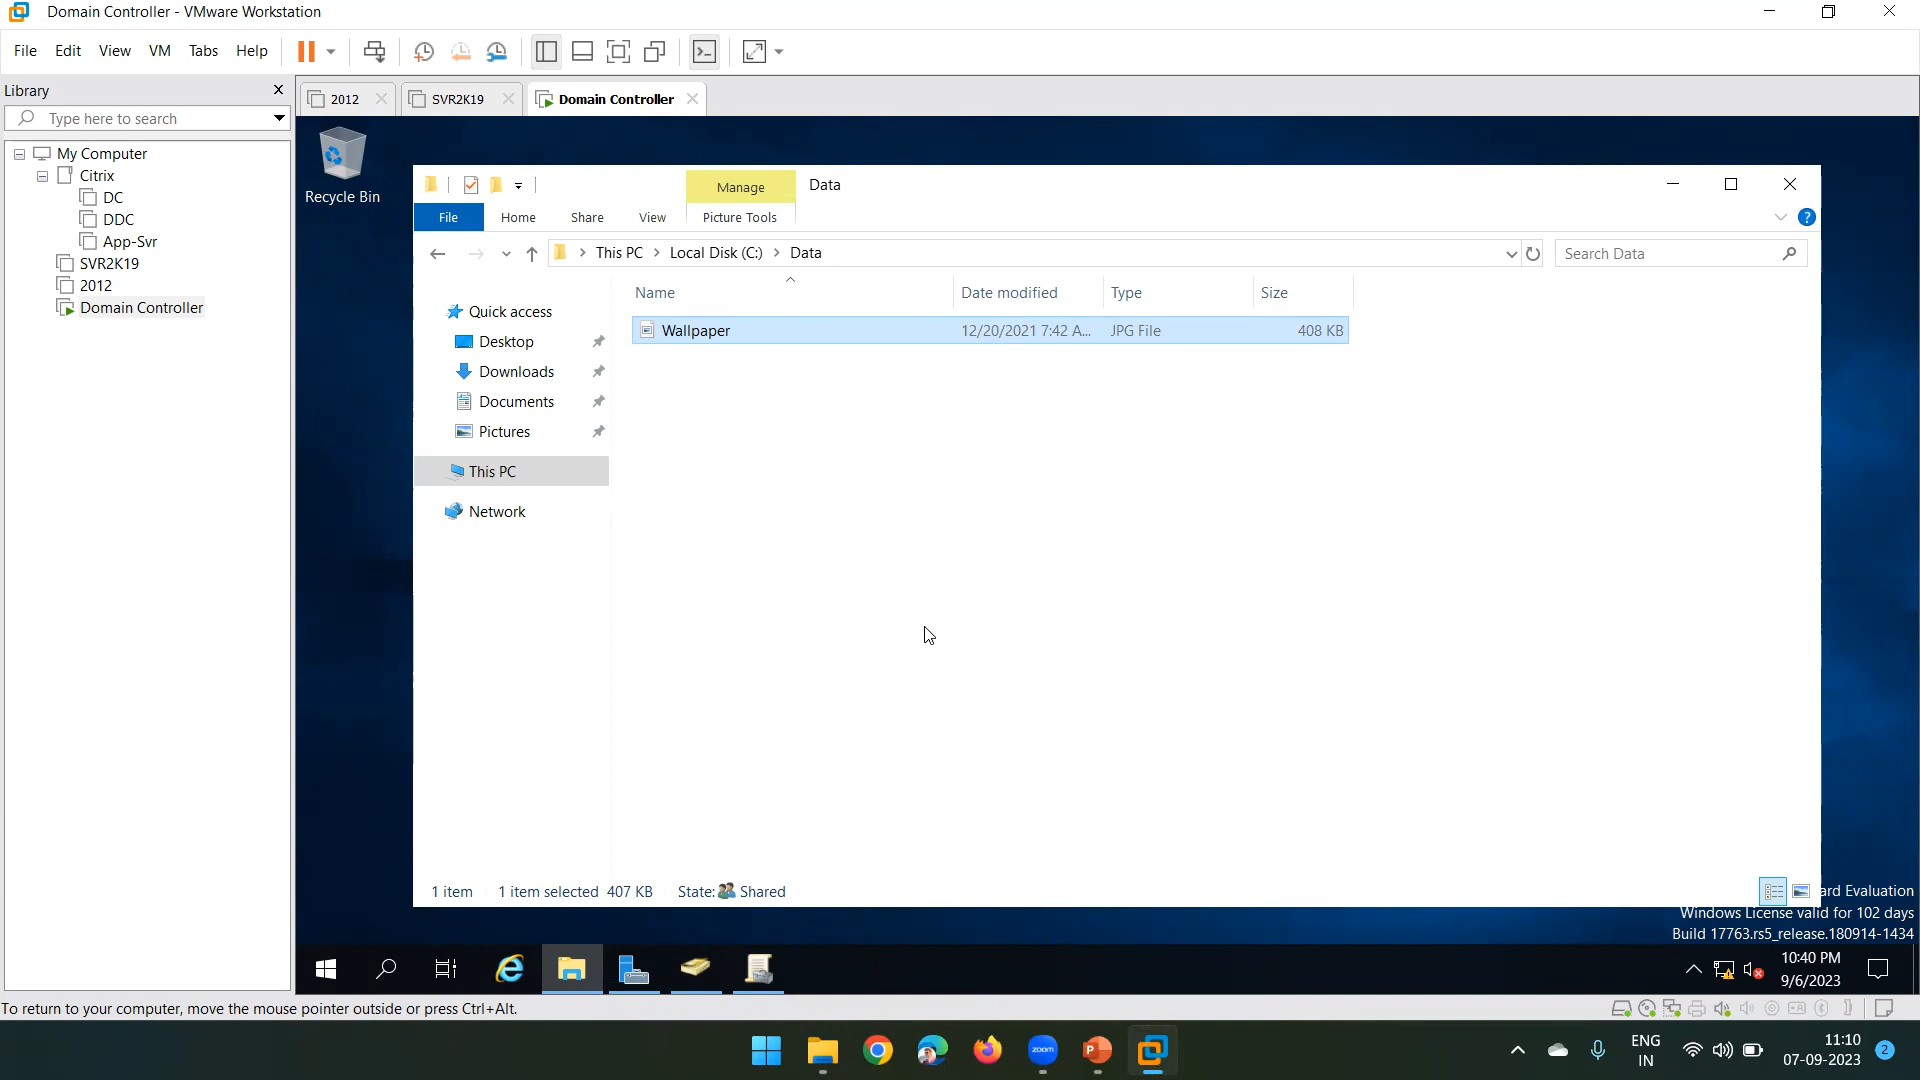 Domain Controller - VMware Workstation
File Edit View VM Tabs Help
Library
Type here to search
My Computer
Citrix
DC
DDC
App-Svr
SVR2K19
2012
Domain Controller
2012 SVR2K19 Domain Controller
Recycle Bin
Manage Data
File Home Share View Picture Tools
This PC Local Disk (C:) Data Search Data
Name Date modified Type Size
Wallpaper 12/20/2021 7:42 A... JPG File 408 KB
Quick access
Desktop
Downloads
Documents
Pictures
This PC
Network
1 item 1 item selected 407 KB State: Shared
ard Evaluation
Windows License valid for 102 days
Build 17763.rs5_release.180914-1434
10:40 PM
9/6/2023
To return to your computer, move the mouse pointer outside or press Ctrl+Alt.
zoom
ENG
IN
11:10
07-09-2023
2